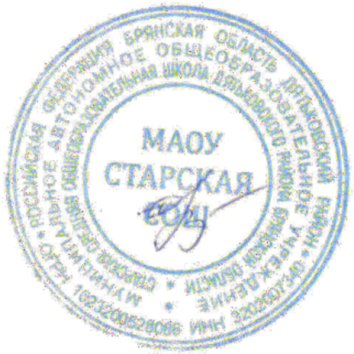 РОССИЙСКАЯ ФЕДЕРАЦИЯ БРЯНСКАЯ ОБЛАСТЬ ДЯТЬКОВСКИЙ РАЙОН
МУНИЦИПАЛЬНОЕ АВТОНОМНОЕ ОБЩЕОБРАЗОВАТЕЛЬНОЕ УЧРЕЖДЕНИЕ
СТАРСКАЯ СРЕДНЯЯ ОБЩЕОБРАЗОВАТЕЛЬНАЯ ШКОЛА ДЯТЬКОВСКОГО РАЙОНА БРЯНСКОЙ ОБЛАСТИ
МАОУ
СТАРСКАЯ
СОШ
ИНН